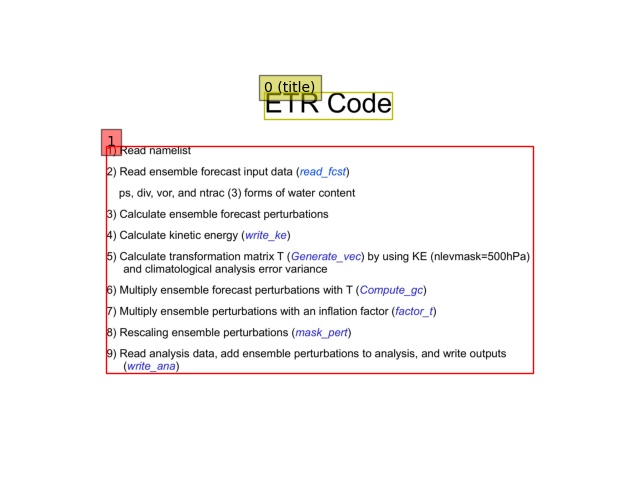 0 (title)
ETR Code
1
1) Read namelist
2) Read ensemble forecast input data (read_fcst)
ps, div, vor, and ntrac (3) forms of water content
3) Calculate ensemble forecast perturbations
4) Calculate kinetic energy (write_ke)
5) Calculate transformation matrix T (Generate_vec) by using KE (nlevmask=500hPa)
and climatological analysis error variance
6) Multiply ensemble forecast perturbations with T (Compute_gc)
7) Multiply ensemble perturbations with an inflation factor (factor_t)
8) Rescaling ensemble perturbations (mask_pert)
9) Read analysis data, add ensemble perturbations to analysis, and write outputs
(write_ana)